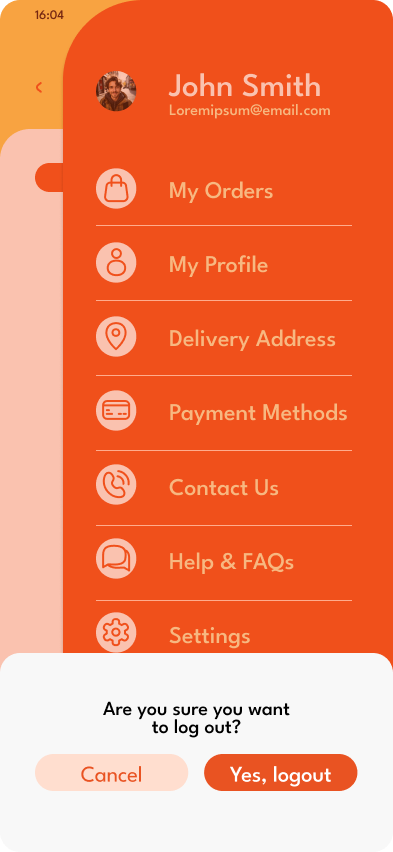 16:04
John Smith
Loremipsum@email.com
My Orders
My Profile
Delivery Address
Payment Methods
Contact Us
Help & FAQs
Settings
Are you sure you want
to log out?
Cancel
Yes, logout